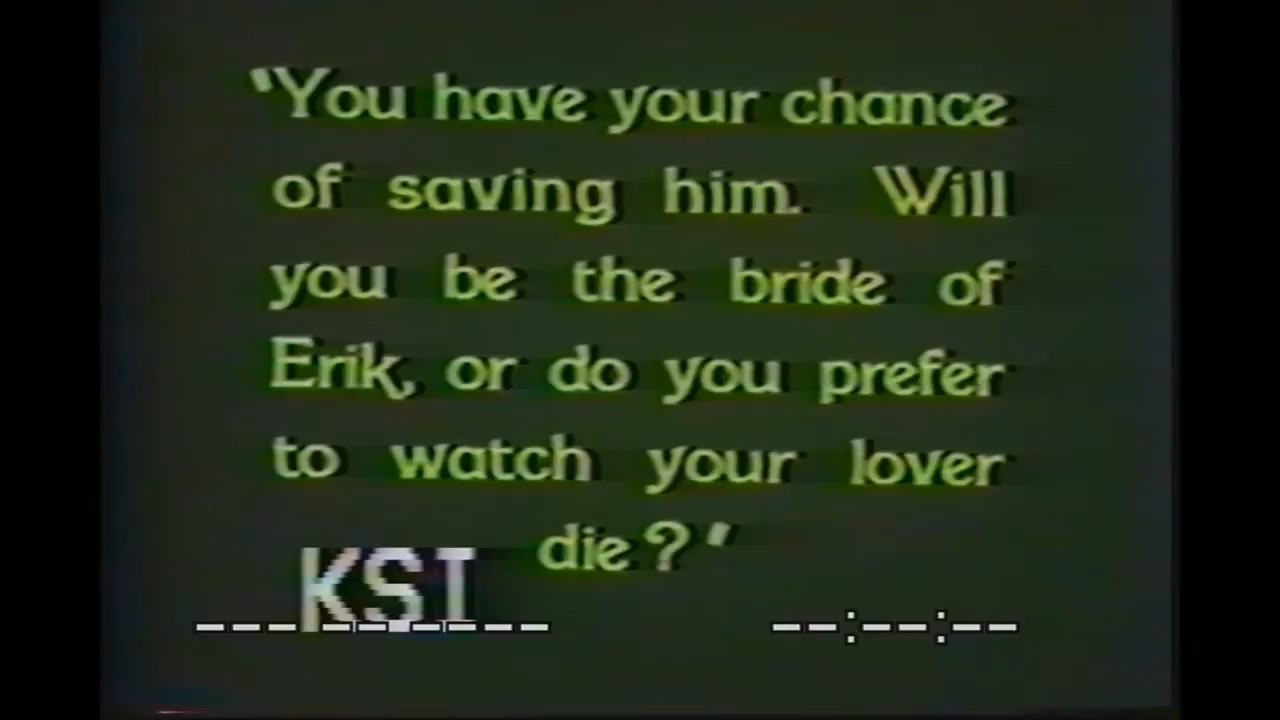 "You have your chance
of saving him. Will
you be the bride of
Erik, or do you prefer
to watch your lover
die?"
KSI
--- -- ---- --:--:--